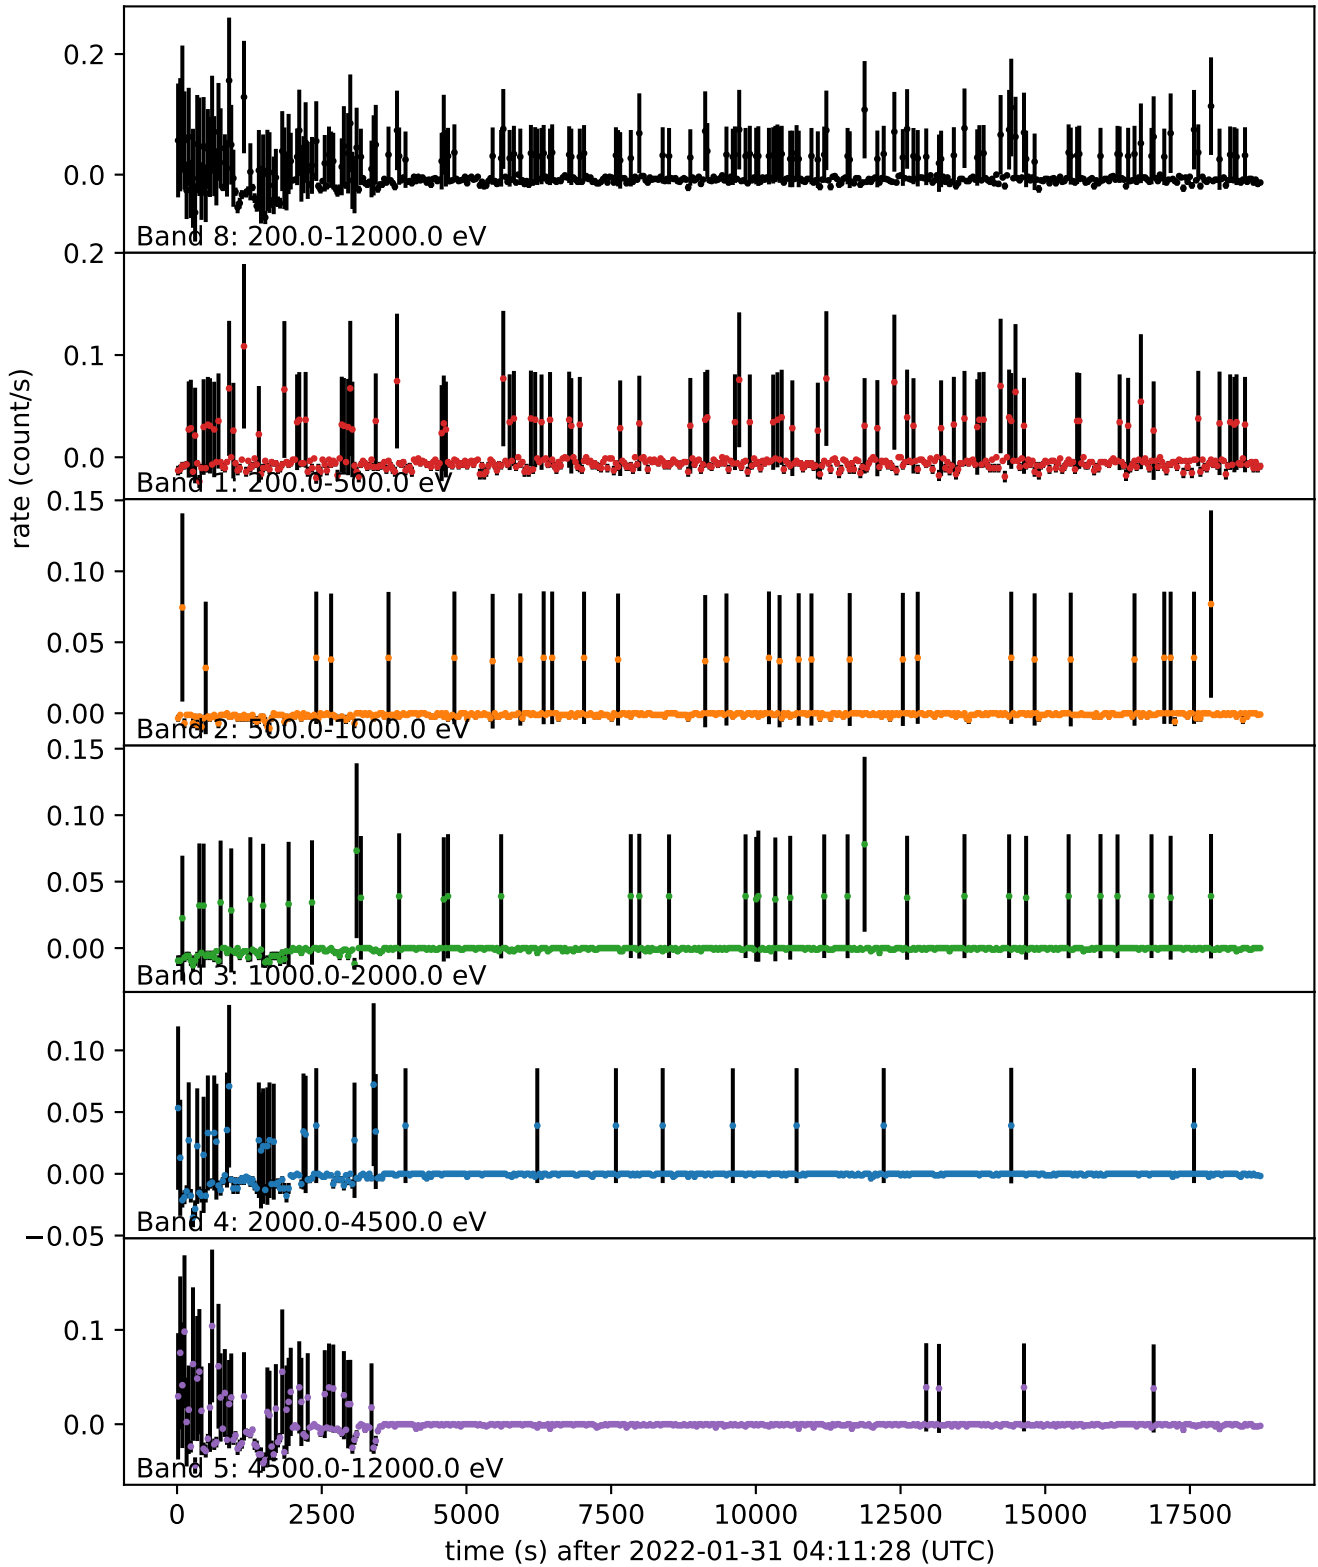 0.2
0.0
Band 8: 200.0-12000.0 eV
0.2
0.1
0.0
Band 1: 200.0-500.0 eV
rate (count/s)
0.15
0.10
0.05
0.00
Band 2: 500.0-1000.0 eV
0.15
0.10
0.05
0.00
Band 3: 1000.0-2000.0 eV
0.10
0.05
0.00
Band 4: 2000.0-4500.0 eV
−0.05
0.1
0.0
Band 5: 4500.0-12000.0 eV
0 2500 5000 7500 10000 12500 15000 17500
time (s) after 2022-01-31 04:11:28 (UTC)